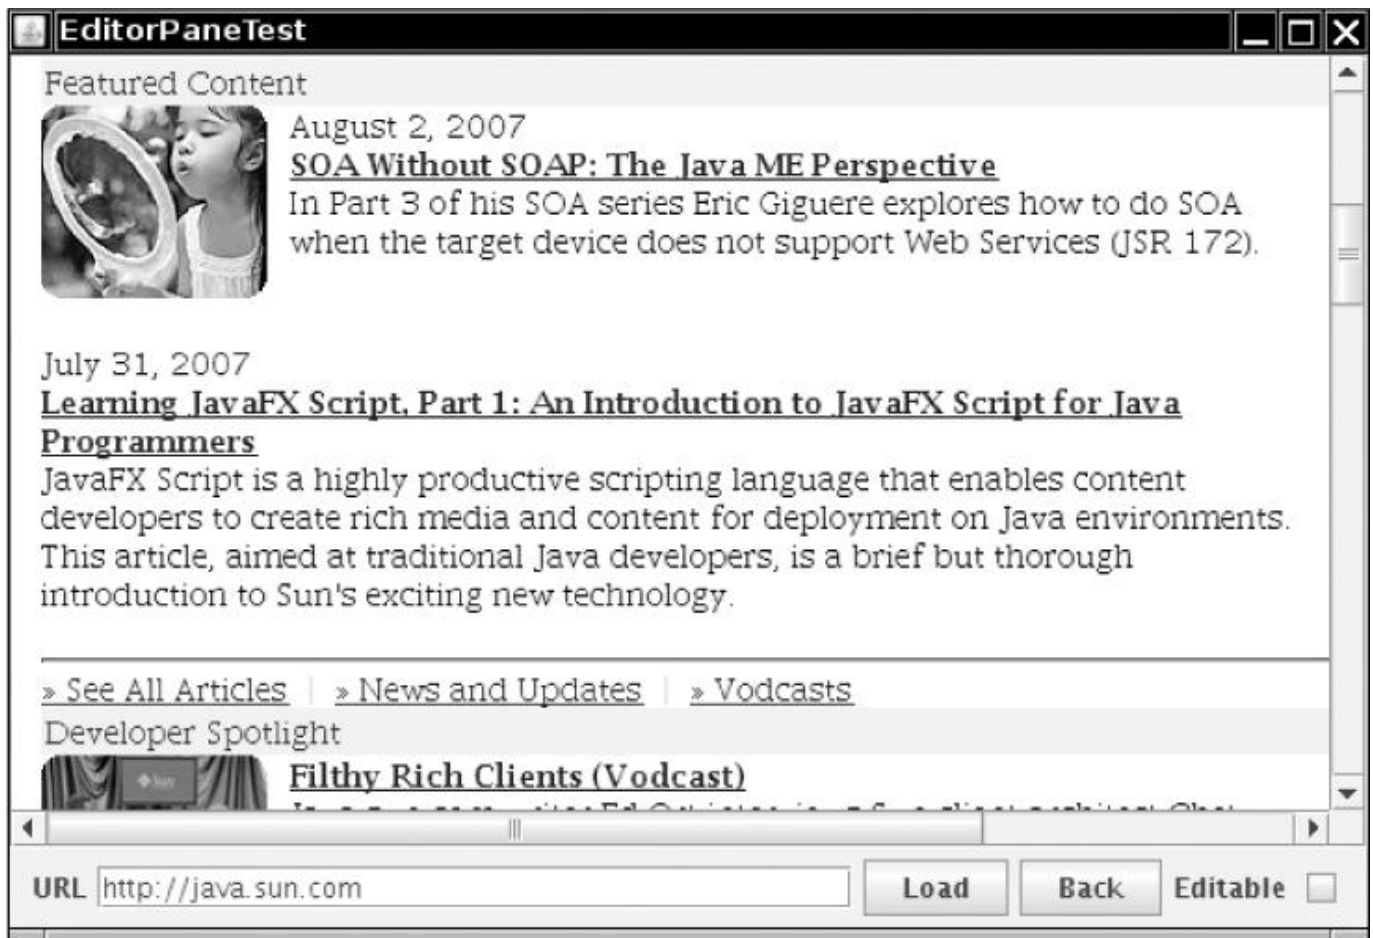 EditorPaneTest
Featured Content
August 2, 2007
SOA Without SOAP: The Java ME Perspective
In Part 3 of his SOA series Eric Giguere explores how to do SOA
when the target device does not support Web Services (JSR 172).
July 31, 2007
Learning JavaFX Script, Part 1: An Introduction to JavaFX Script for Java
Programmers
JavaFX Script is a highly productive scripting language that enables content
developers to create rich media and content for deployment on Java environments.
This article, aimed at traditional Java developers, is a brief but thorough
introduction to Sun's exciting new technology.
» See All Articles | » News and Updates | » Vodcasts
Developer Spotlight
Sun
Filthy Rich Clients (Vodcast)
URL http://java.sun.com Load Back Editable